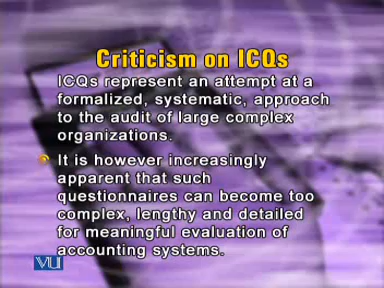 Criticism on ICQs
ICQs represent an attempt at a
formalized, systematic, approach
to the audit of large complex
organizations.
It is however increasingly
apparent that such
questionnaires can become too
complex, lengthy and detailed
for meaningful evaluation of
accounting systems.
VU